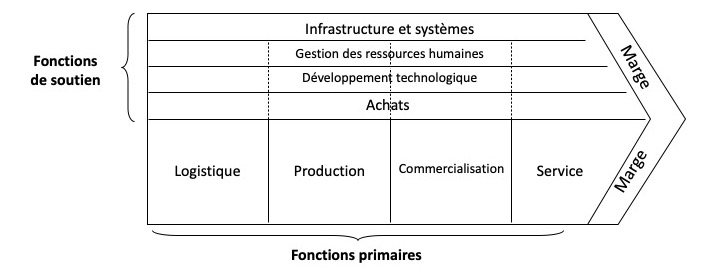 Infrastructure et systèmes
Gestion des ressources humaines
Fonctions
de soutien
Développement technologique
Achats
Marge
Logistique
Production
Commercialisation
Service
Marge
Fonctions primaires